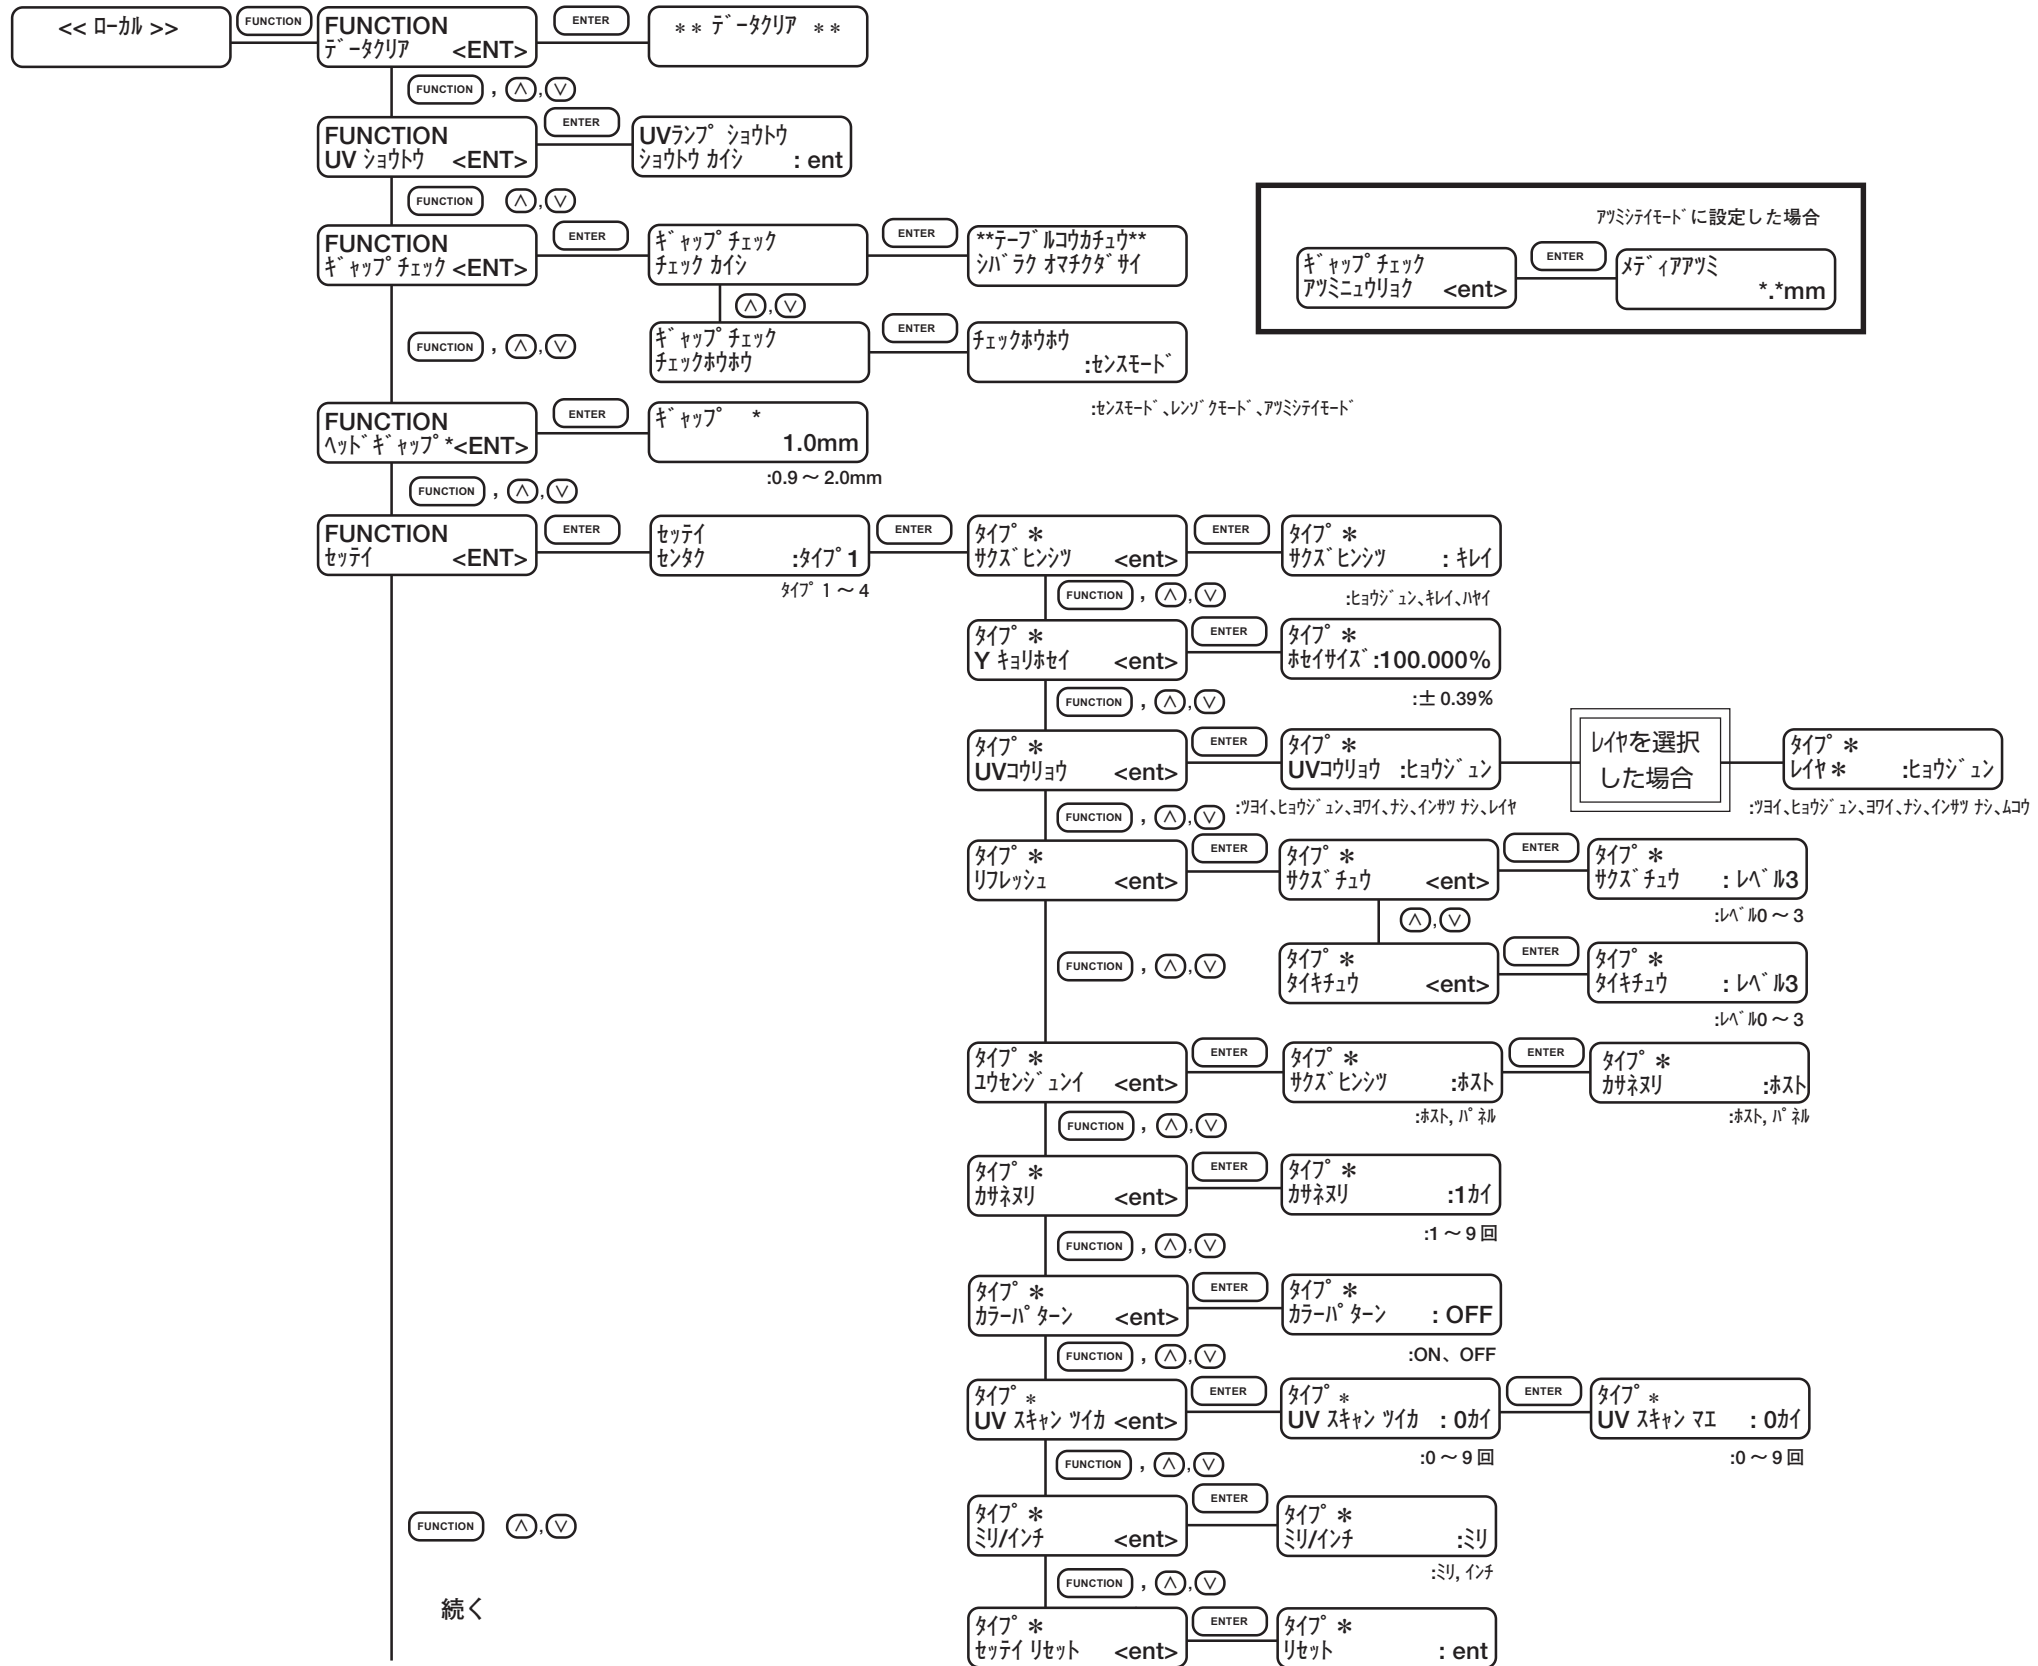 << ﾛｰｶﾙ >>
FUNCTION
FUNCTION
ﾃﾞｰﾀｸﾘｱ <ENT>
ENTER
** ﾃﾞｰﾀｸﾘｱ **
FUNCTION , ∧,∨
FUNCTION
UV ｼｮｳﾄｳ <ENT>
ENTER
UVﾗﾝﾌﾟ ｼｮｳﾄｳ
ｼｮｳﾄｳ ｶｲｼ : ent
FUNCTION ∧,∨
FUNCTION
ｷﾞｬｯﾌﾟﾁｪｯｸ <ENT>
ENTER
ｷﾞｬｯﾌﾟﾁｪｯｸ
ﾁｪｯｸ ｶｲｼ
ENTER
**ﾃｰﾌﾞﾙｺｳｶﾁｭｳ**
ｼﾊﾞﾗｸ ｵﾏﾁｸﾀﾞｻｲ
ｱﾂﾐｼﾃｲﾓｰﾄﾞに設定した場合
ｷﾞｬｯﾌﾟﾁｪｯｸ
ｱﾂﾐﾆｭｳﾘｮｸ <ent>
ENTER
ﾒﾃﾞｨｱｱﾂﾐ
*.*mm
∧,∨
FUNCTION , ∧,∨
ｷﾞｬｯﾌﾟﾁｪｯｸ
ﾁｪｯｸﾎｳﾎｳ
ENTER
ﾁｪｯｸﾎｳﾎｳ
:ｾﾝｽﾓｰﾄﾞ
:ｾﾝｽﾓｰﾄﾞ、ﾚﾝｿﾞｸﾓｰﾄﾞ、ｱﾂﾐｼﾃｲﾓｰﾄﾞ
FUNCTION
ﾍｯﾄﾞｷﾞｬｯﾌﾟ*<ENT>
ENTER
ｷﾞｬｯﾌﾟ *
1.0mm
:0.9～2.0mm
FUNCTION , ∧,∨
FUNCTION
ｾｯﾃｲ <ENT>
ENTER
ｾｯﾃｲ
ｾﾝﾀｸ :ﾀｲﾌﾟ1
ﾀｲﾌﾟ 1～4
ENTER
ﾀｲﾌﾟ *
ｻｸｽﾞﾋﾝｼﾂ <ent>
ENTER
ﾀｲﾌﾟ *
ｻｸｽﾞﾋﾝｼﾂ : ｷﾚｲ
:ﾋｮｳｼﾞｭﾝ、ｷﾚｲ、ﾊﾔｲ
FUNCTION , ∧,∨
ﾀｲﾌﾟ *
Y ｷｮﾘﾎｾｲ <ent>
ENTER
ﾀｲﾌﾟ *
ﾎｾｲｻｲｽﾞ:100.000%
:± 0.39%
FUNCTION , ∧,∨
ﾀｲﾌﾟ *
UVｺｳﾘｮｳ <ent>
ENTER
ﾀｲﾌﾟ *
UVｺｳﾘｮｳ :ﾋｮｳｼﾞｭﾝ
:ﾂﾖｲ、ﾋｮｳｼﾞｭﾝ、ﾖﾜｲ、ﾅｼ、ｲﾝｻﾂ ﾅｼ、ﾚｲﾔ
ﾚｲﾔを選択
した場合
ﾀｲﾌﾟ *
ﾚｲﾔ* :ﾋｮｳｼﾞｭﾝ
:ﾂﾖｲ、ﾋｮｳｼﾞｭﾝ、ﾖﾜｲ、ﾅｼ、ｲﾝｻﾂ ﾅｼ、ﾑｺｳ
FUNCTION , ∧,∨
ﾀｲﾌﾟ *
ﾘﾌﾚｯｼｭ <ent>
ENTER
ﾀｲﾌﾟ *
ｻｸｽﾞﾁｭｳ <ent>
ENTER
ﾀｲﾌﾟ *
ｻｸｽﾞﾁｭｳ : ﾚﾍﾞﾙ3
:ﾚﾍﾞﾙ0～3
∧,∨
FUNCTION , ∧,∨
ﾀｲﾌﾟ *
ﾀｲｷﾁｭｳ <ent>
ENTER
ﾀｲﾌﾟ *
ﾀｲｷﾁｭｳ : ﾚﾍﾞﾙ3
:ﾚﾍﾞﾙ0～3
ﾀｲﾌﾟ *
ﾕｳｾﾝｼﾞｭﾝｲ <ent>
ENTER
ﾀｲﾌﾟ *
ｻｸｽﾞﾋﾝｼﾂ :ﾎｽﾄ
:ﾎｽﾄ, ﾊﾟﾈﾙ
ENTER
ﾀｲﾌﾟ *
ｶｻﾈﾇﾘ :ﾎｽﾄ
:ﾎｽﾄ, ﾊﾟﾈﾙ
FUNCTION , ∧,∨
ﾀｲﾌﾟ *
ｶｻﾈﾇﾘ <ent>
ENTER
ﾀｲﾌﾟ *
ｶｻﾈﾇﾘ :1ｶｲ
:1～9回
FUNCTION , ∧,∨
ﾀｲﾌﾟ *
ｶﾗｰﾊﾟﾀｰﾝ <ent>
ENTER
ﾀｲﾌﾟ *
ｶﾗｰﾊﾟﾀｰﾝ : OFF
:ON、OFF
FUNCTION , ∧,∨
ﾀｲﾌﾟ *
UV ｽｷｬﾝ ﾂｲｶ <ent>
ENTER
ﾀｲﾌﾟ *
UV ｽｷｬﾝ ﾂｲｶ : 0ｶｲ
:0～9回
ENTER
ﾀｲﾌﾟ *
UV ｽｷｬﾝ ﾏｴ : 0ｶｲ
:0～9回
FUNCTION , ∧,∨
ﾀｲﾌﾟ *
ﾐﾘ/ｲﾝﾁ <ent>
ENTER
ﾀｲﾌﾟ *
ﾐﾘ/ｲﾝﾁ :ﾐﾘ
:ﾐﾘ, ｲﾝﾁ
FUNCTION ∧,∨
FUNCTION , ∧,∨
続く
ﾀｲﾌﾟ *
ｾｯﾃｲ ﾘｾｯﾄ <ent>
ENTER
ﾀｲﾌﾟ *
ﾘｾｯﾄ : ent